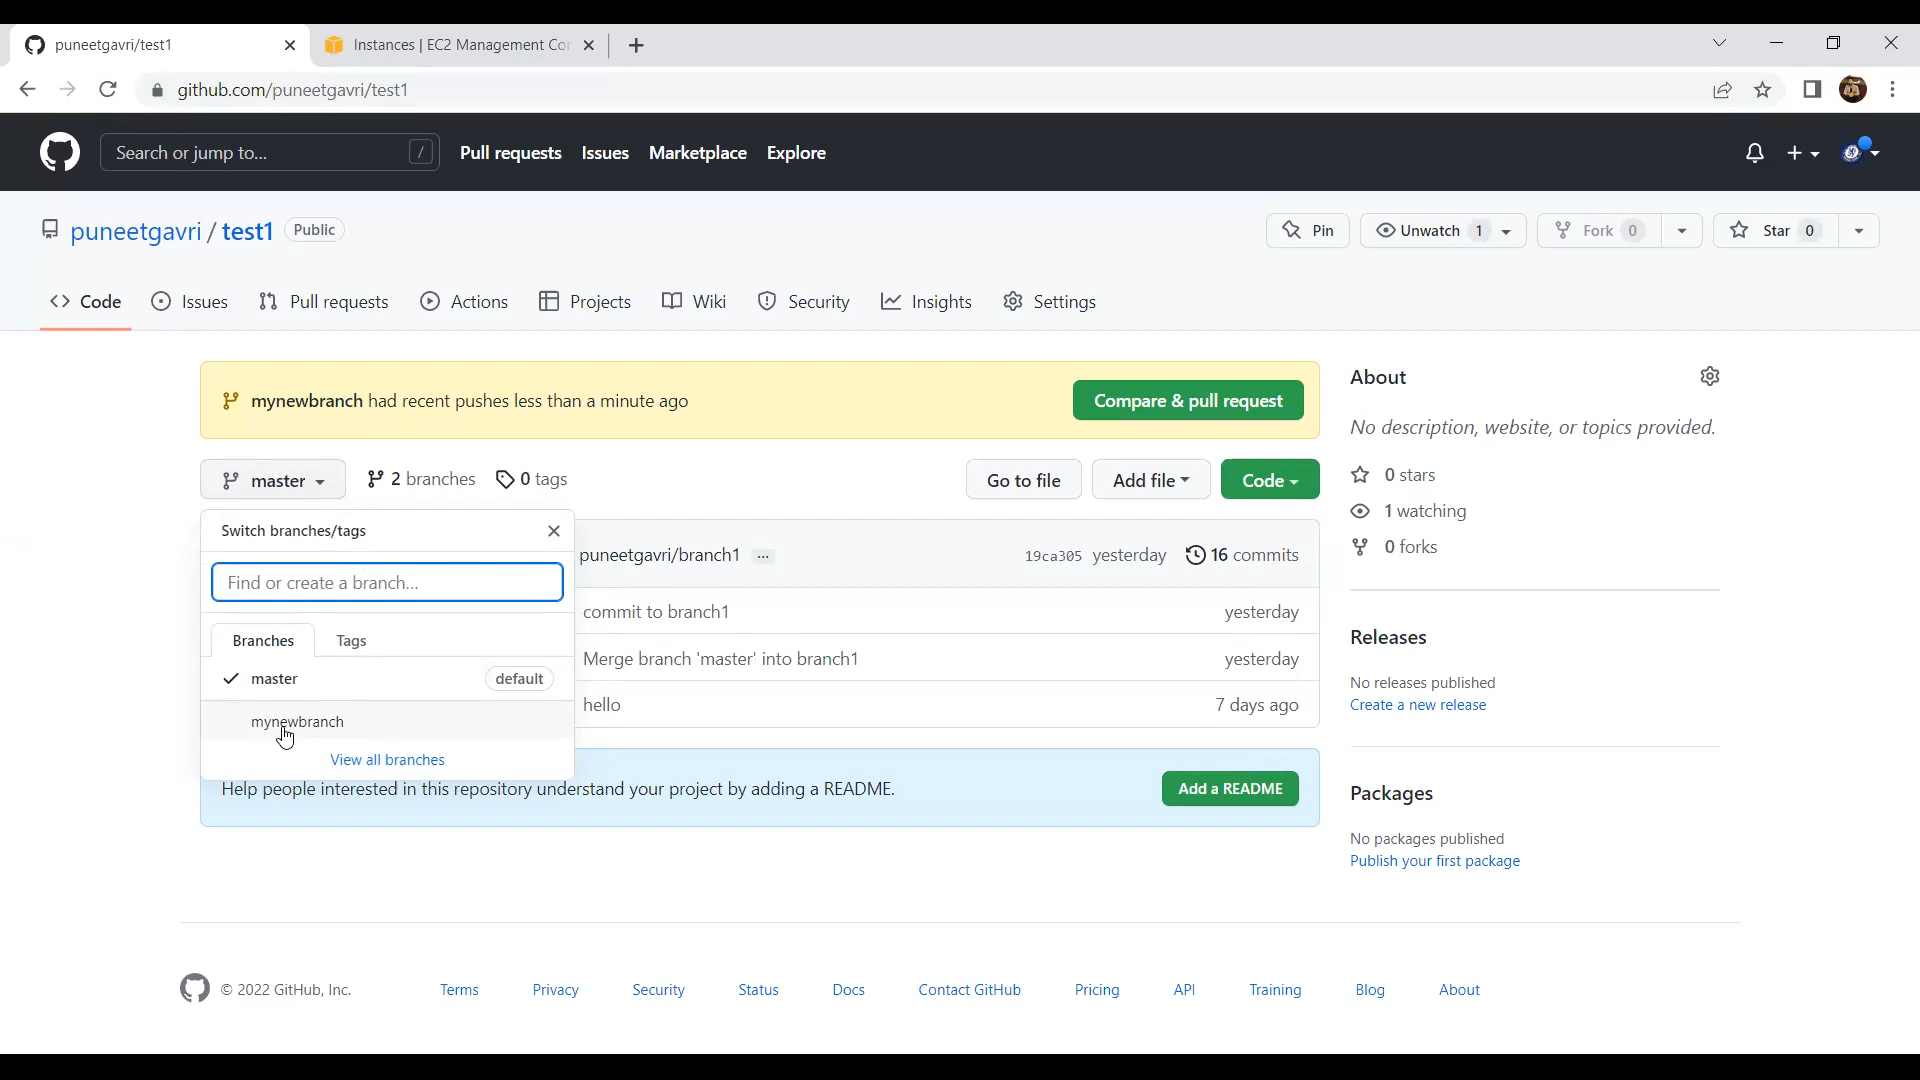 puneetgavri/test1
Instances | EC2 Management Cor
github.com/puneetgavri/test1
Search or jump to... /
Pull requests Issues Marketplace Explore
puneetgavri / test1 Public
Pin Unwatch 1 Fork 0 Star 0
Code Issues Pull requests Actions Projects Wiki Security Insights Settings
mynewbranch had recent pushes less than a minute ago Compare & pull request
master 2 branches 0 tags Go to file Add file Code
Switch branches/tags
Find or create a branch...
Branches Tags
master default
mynewbranch
View all branches
puneetgavri/branch1 ... 19ca305 yesterday 16 commits
commit to branch1 yesterday
Merge branch 'master' into branch1 yesterday
hello 7 days ago
Help people interested in this repository understand your project by adding a README. Add a README
About
No description, website, or topics provided.
0 stars
1 watching
0 forks
Releases
No releases published
Create a new release
Packages
No packages published
Publish your first package
© 2022 GitHub, Inc. Terms Privacy Security Status Docs Contact GitHub Pricing API Training Blog About